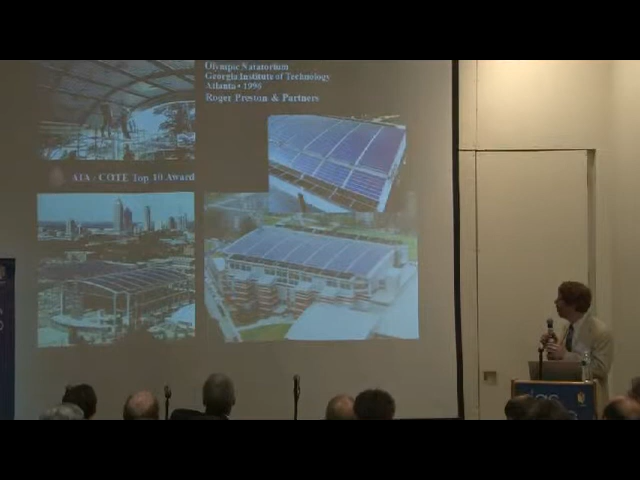 Olympic Natatorium
Georgia Institute of Technology
Atlanta • 1996
Roger Preston & Partners
AIA / COTE Top 10 Award